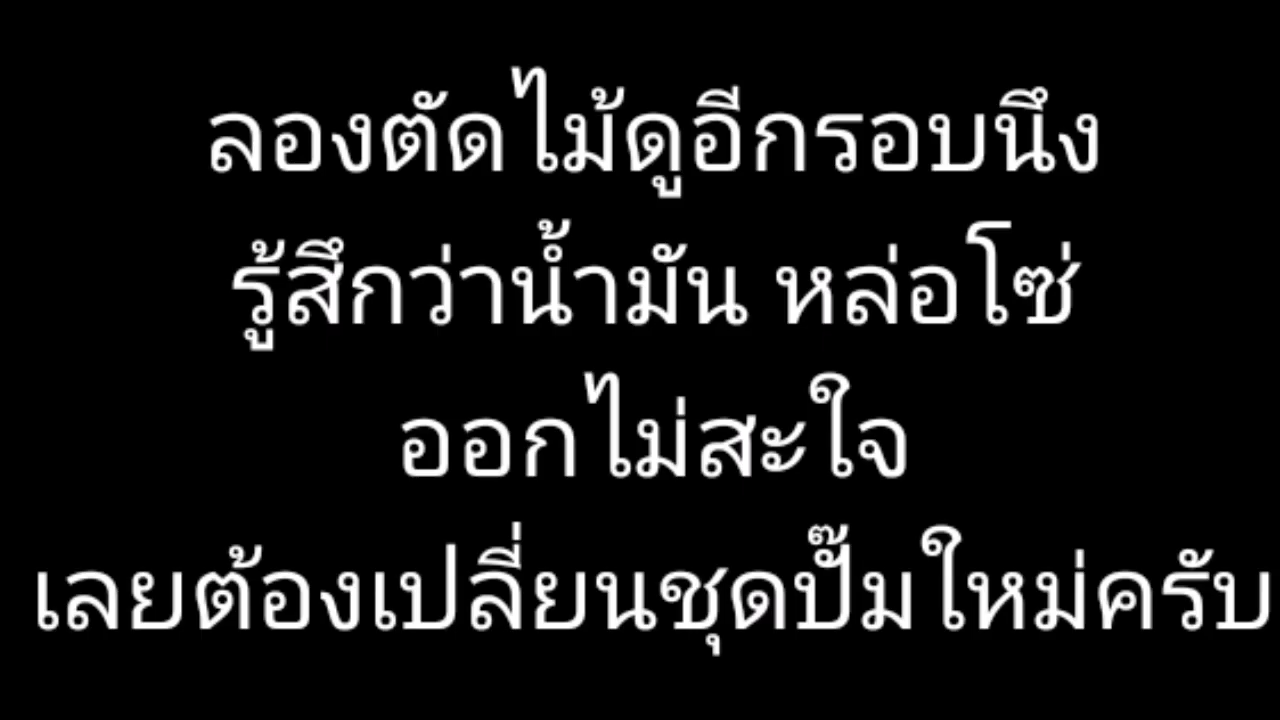 ลองตัดไม้ดูอีกรอบนึง
รู้สึกว่าน้ำมัน หล่อโซ่
ออกไม่สะใจ
เลยต้องเปลี่ยนชุดปั๊มใหม่ครับ